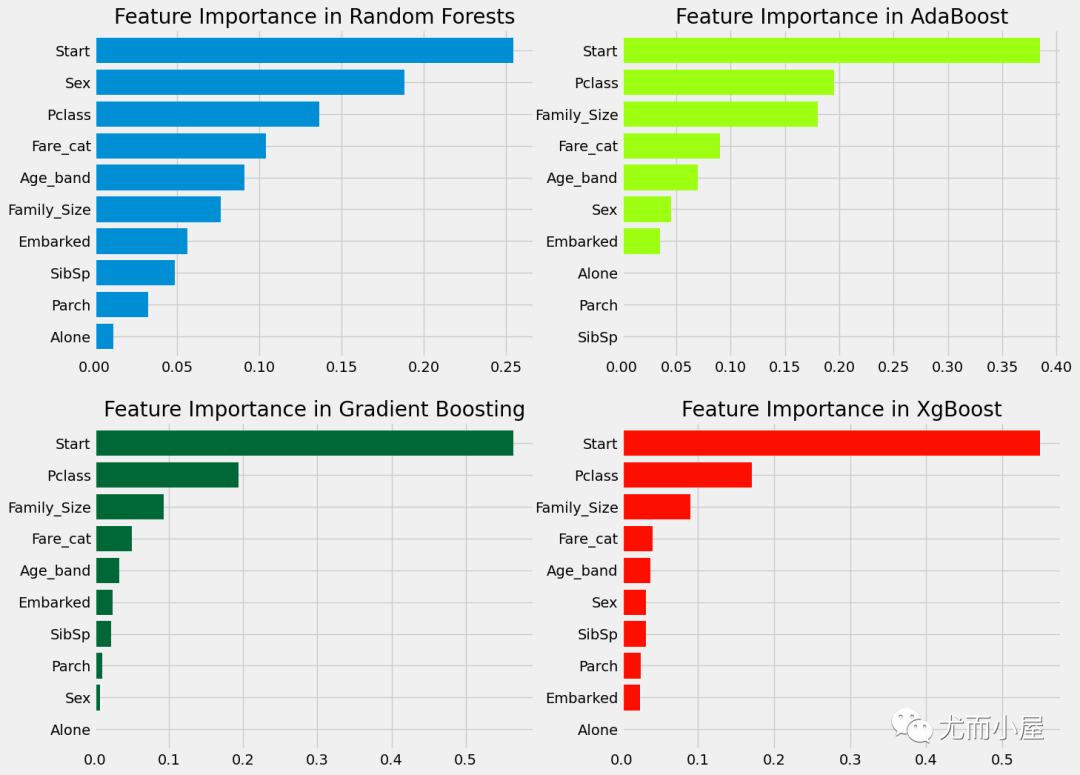 Feature Importance in Random Forests
Start
Sex
Pclass
Fare_cat
Age_band
Family_Size
Embarked
SibSp
Parch
Alone
0.00 0.05 0.10 0.15 0.20 0.25
Feature Importance in AdaBoost
Start
Pclass
Family_Size
Fare_cat
Age_band
Sex
Embarked
Alone
Parch
SibSp
0.00 0.05 0.10 0.15 0.20 0.25 0.30 0.35 0.40
Feature Importance in Gradient Boosting
Start
Pclass
Family_Size
Fare_cat
Age_band
Embarked
SibSp
Parch
Sex
Alone
0.0 0.1 0.2 0.3 0.4 0.5
Feature Importance in XgBoost
Start
Pclass
Family_Size
Fare_cat
Age_band
Sex
SibSp
Parch
Embarked
Alone
0.0 0.1 0.2 0.3 0.4 0.5
尤而小屋